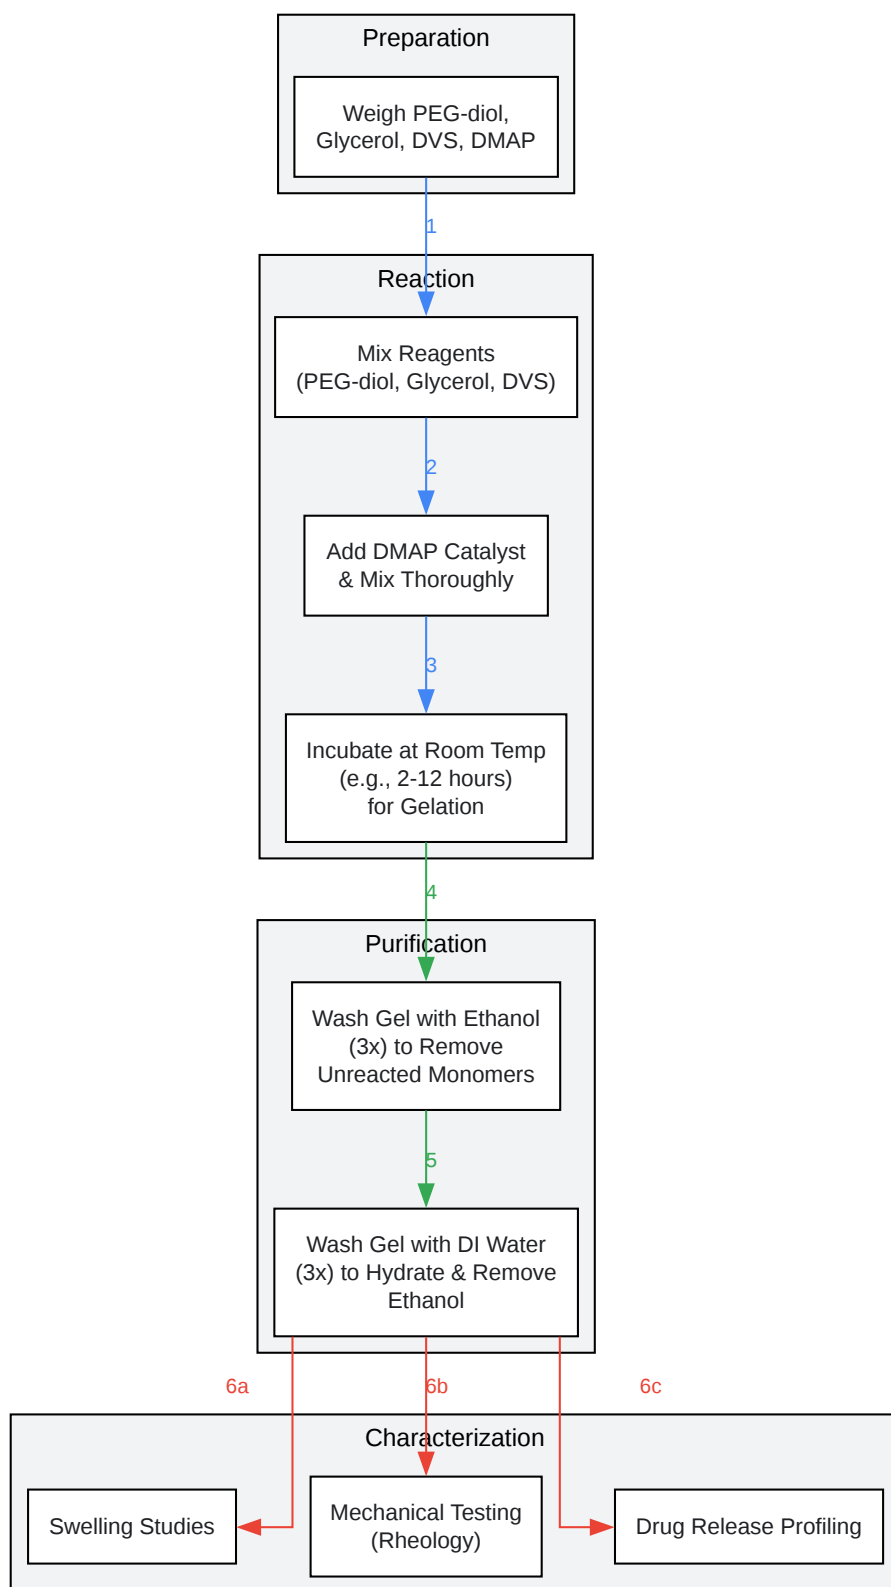 Preparation
Weigh PEG-diol,
Glycerol, DVS, DMAP
1
Reaction
Mix Reagents
(PEG-diol, Glycerol, DVS)
2
Add DMAP Catalyst
& Mix Thoroughly
3
Incubate at Room Temp
(e.g., 2-12 hours)
for Gelation
4
Purification
Wash Gel with Ethanol
(3x) to Remove
Unreacted Monomers
5
Wash Gel with DI Water
(3x) to Hydrate & Remove
Ethanol
6a
6b
6c
Characterization
Swelling Studies
Mechanical Testing
(Rheology)
Drug Release Profiling